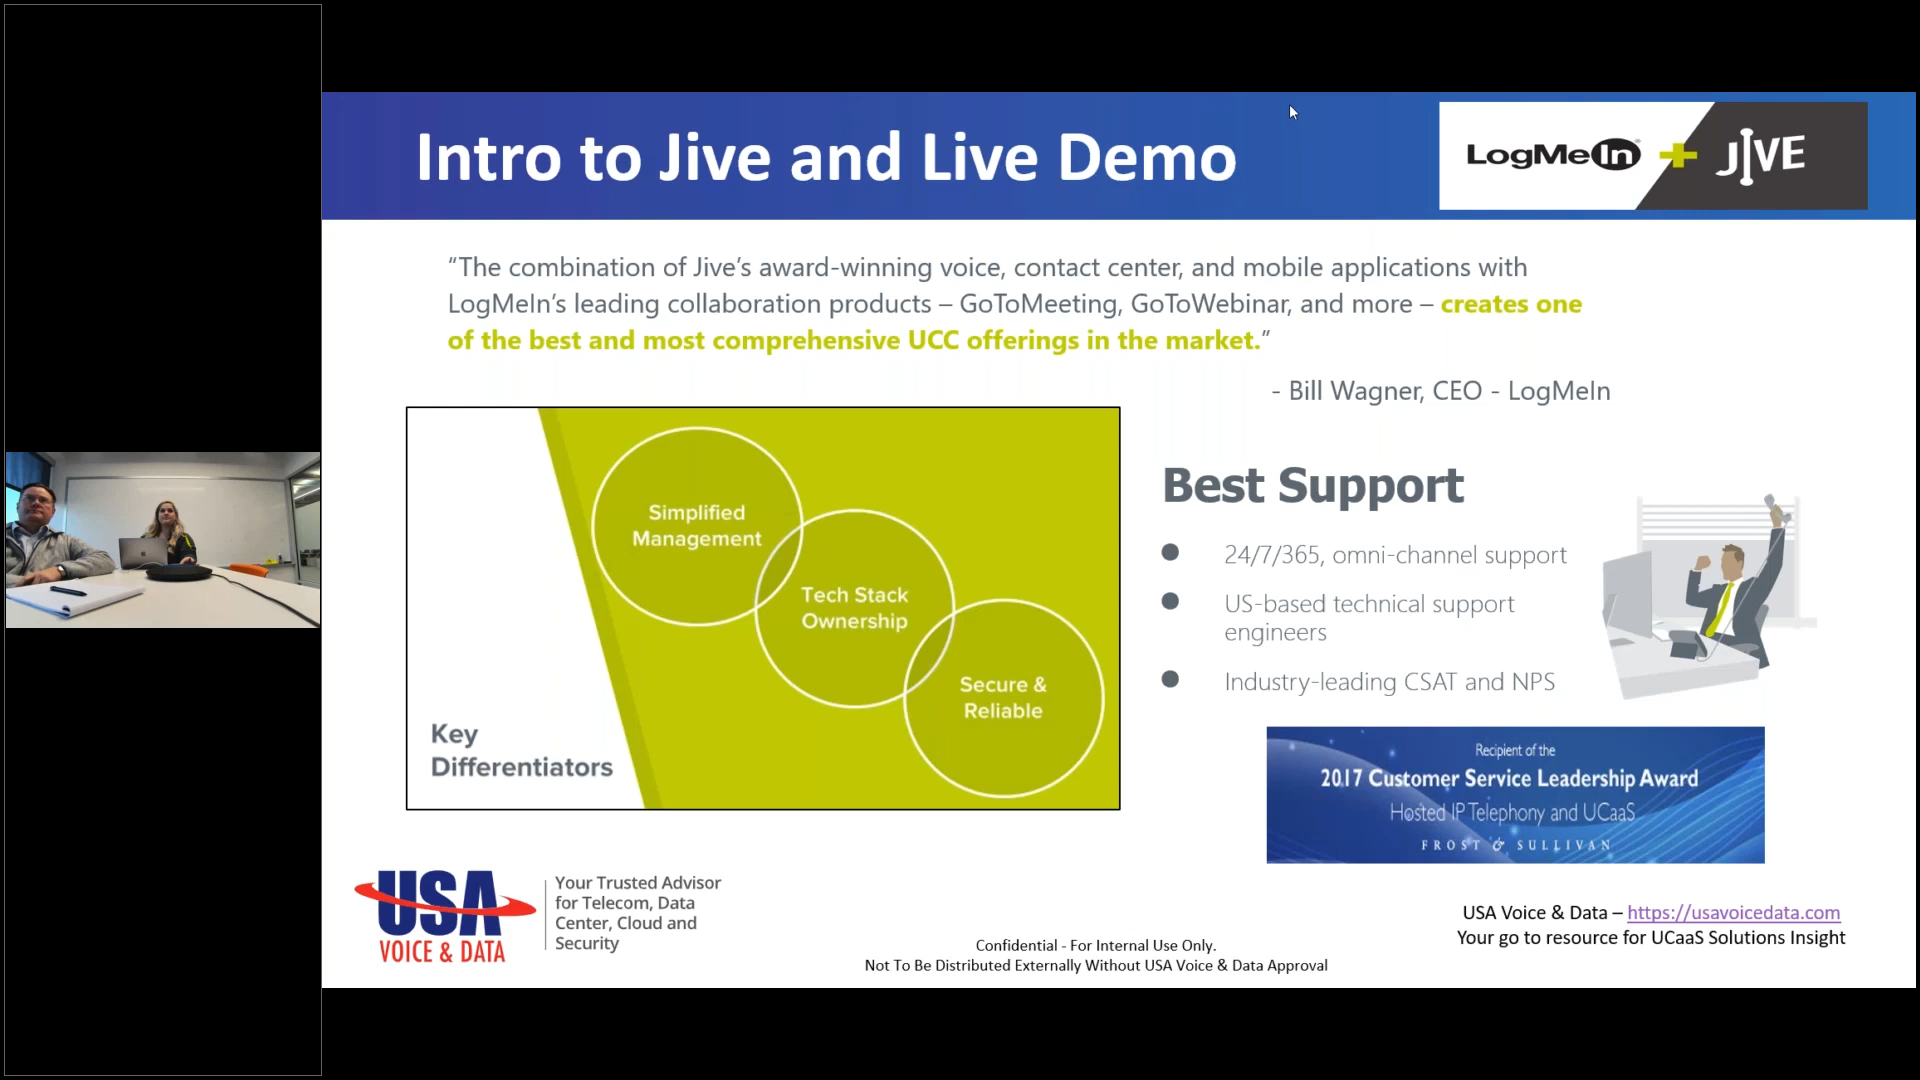 Intro to Jive and Live Demo
LogMeIn + JIVE
“The combination of Jive’s award-winning voice, contact center, and mobile applications with
LogMeIn’s leading collaboration products – GoToMeeting, GoToWebinar, and more – creates one
of the best and most comprehensive UCC offerings in the market.”
- Bill Wagner, CEO - LogMeIn
Simplified
Management
Tech Stack
Ownership
Secure &
Reliable
Key
Differentiators
Best Support
24/7/365, omni-channel support
US-based technical support
engineers
Industry-leading CSAT and NPS
Recipient of the
2017 Customer Service Leadership Award
Hosted IP Telephony and UCaaS
FROST & SULLIVAN
USA
VOICE & DATA
Your Trusted Advisor
for Telecom, Data
Center, Cloud and
Security
Confidential - For Internal Use Only.
Not To Be Distributed Externally Without USA Voice & Data Approval
USA Voice & Data – https://usavoicedata.com
Your go to resource for UCaaS Solutions Insight